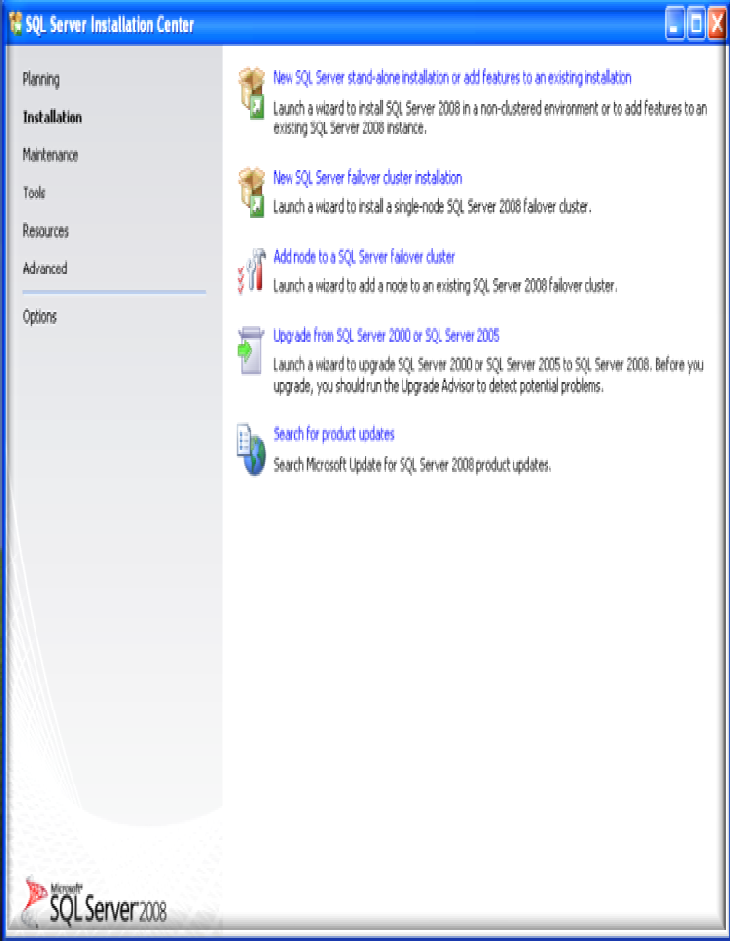 SQL Server Installation Center
Planning
Installation
Maintenance
Tools
Resources
Advanced
Options
New SQL Server stand-alone installation or add features to an existing installation
Launch a wizard to install SQL Server 2008 in a non-clustered environment or to add features to an
existing SQL Server 2008 instance.
New SQL Server failover cluster installation
Launch a wizard to install a single-node SQL Server 2008 failover cluster.
Add node to a SQL Server failover cluster
Launch a wizard to add a node to an existing SQL Server 2008 failover cluster.
Upgrade from SQL Server 2000 or SQL Server 2005
Launch a wizard to upgrade SQL Server 2000 or SQL Server 2005 to SQL Server 2008. Before you
upgrade, you should run the Upgrade Advisor to detect potential problems.
Search for product updates
Search Microsoft Update for SQL Server 2008 product updates.
Microsoft
SQL Server 2008